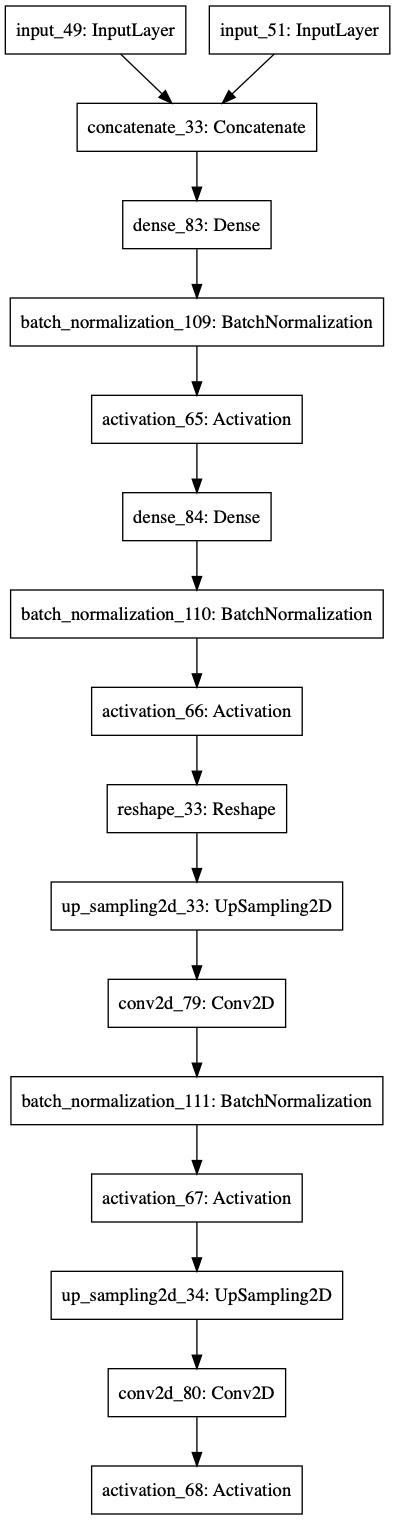 input_49: InputLayer
input_51: InputLayer
concatenate_33: Concatenate
dense_83: Dense
batch_normalization_109: BatchNormalization
activation_65: Activation
dense_84: Dense
batch_normalization_110: BatchNormalization
activation_66: Activation
reshape_33: Reshape
up_sampling2d_33: UpSampling2D
conv2d_79: Conv2D
batch_normalization_111: BatchNormalization
activation_67: Activation
up_sampling2d_34: UpSampling2D
conv2d_80: Conv2D
activation_68: Activation